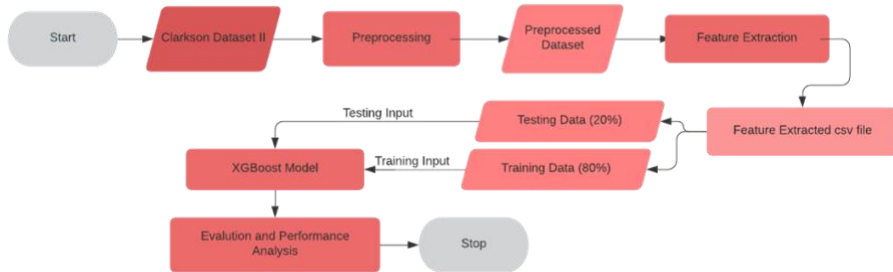 Start
Clarkson Dataset II
Preprocessing
Preprocessed
Dataset
Feature Extraction
Feature Extracted csv file
Testing Data (20%)
Testing Input
Training Data (80%)
Training Input
XGBoost Model
Evalution and Performance
Analysis
Stop